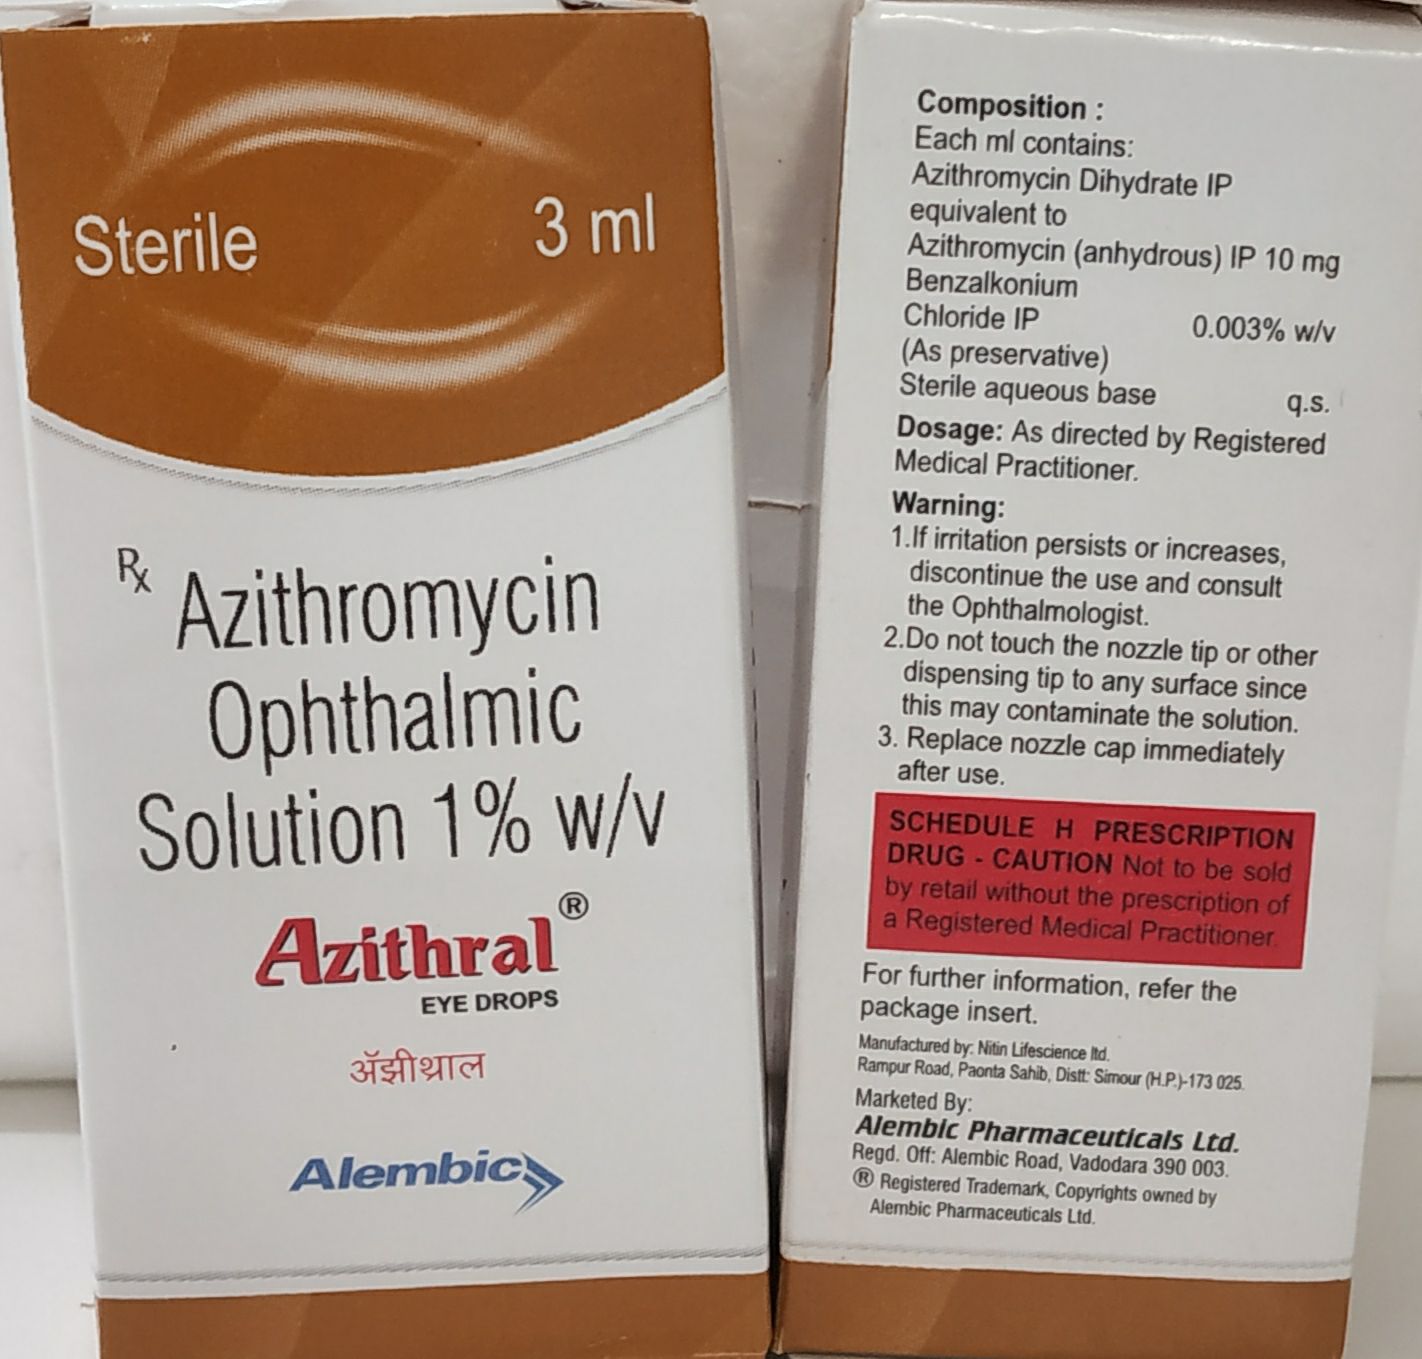 Sterile
3 ml
Rx Azithromycin
Ophthalmic
Solution 1% w/v
Azithral®
EYE DROPS
ॲझीथ्राल
Alembic
Composition :
Each ml contains:
Azithromycin Dihydrate IP
equivalent to
Azithromycin (anhydrous) IP 10 mg
Benzalkonium
Chloride IP 0.003% w/v
(As preservative)
Sterile aqueous base q.s.
Dosage: As directed by Registered
Medical Practitioner.
Warning:
1.If irritation persists or increases,
discontinue the use and consult
the Ophthalmologist.
2.Do not touch the nozzle tip or other
dispensing tip to any surface since
this may contaminate the solution.
3. Replace nozzle cap immediately
after use.
SCHEDULE H PRESCRIPTION
DRUG - CAUTION Not to be sold
by retail without the prescription of
a Registered Medical Practitioner.
For further information, refer the
package insert.
Manufactured by: Nitin Lifescience ltd.
Rampur Road, Paonta Sahib, Distt: Simour (H.P.)-173 025.
Marketed By:
Alembic Pharmaceuticals Ltd.
Regd. Off: Alembic Road, Vadodara 390 003.
® Registered Trademark, Copyrights owned by
Alembic Pharmaceuticals Ltd.